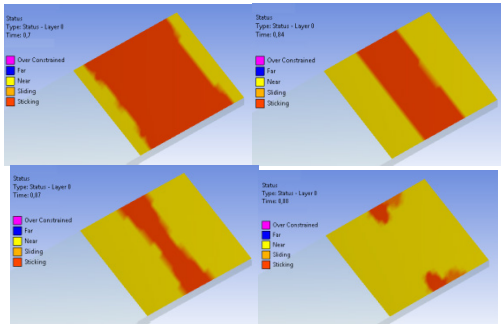 Status
Type: Status - Layer 0
Time: 0,7
Over Constrained
Far
Near
Sliding
Sticking
Status
Type: Status - Layer 0
Time: 0,84
Over Constrained
Far
Near
Sliding
Sticking
Status
Type: Status - Layer 0
Time: 0,87
Over Constrained
Far
Near
Sliding
Sticking
Status
Type: Status - Layer 0
Time: 0,88
Over Constrained
Far
Near
Sliding
Sticking